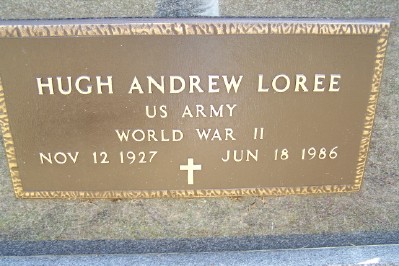 HUGH ANDREW LOREE
US ARMY
WORLD WAR II
NOV 12 1927 JUN 18 1986